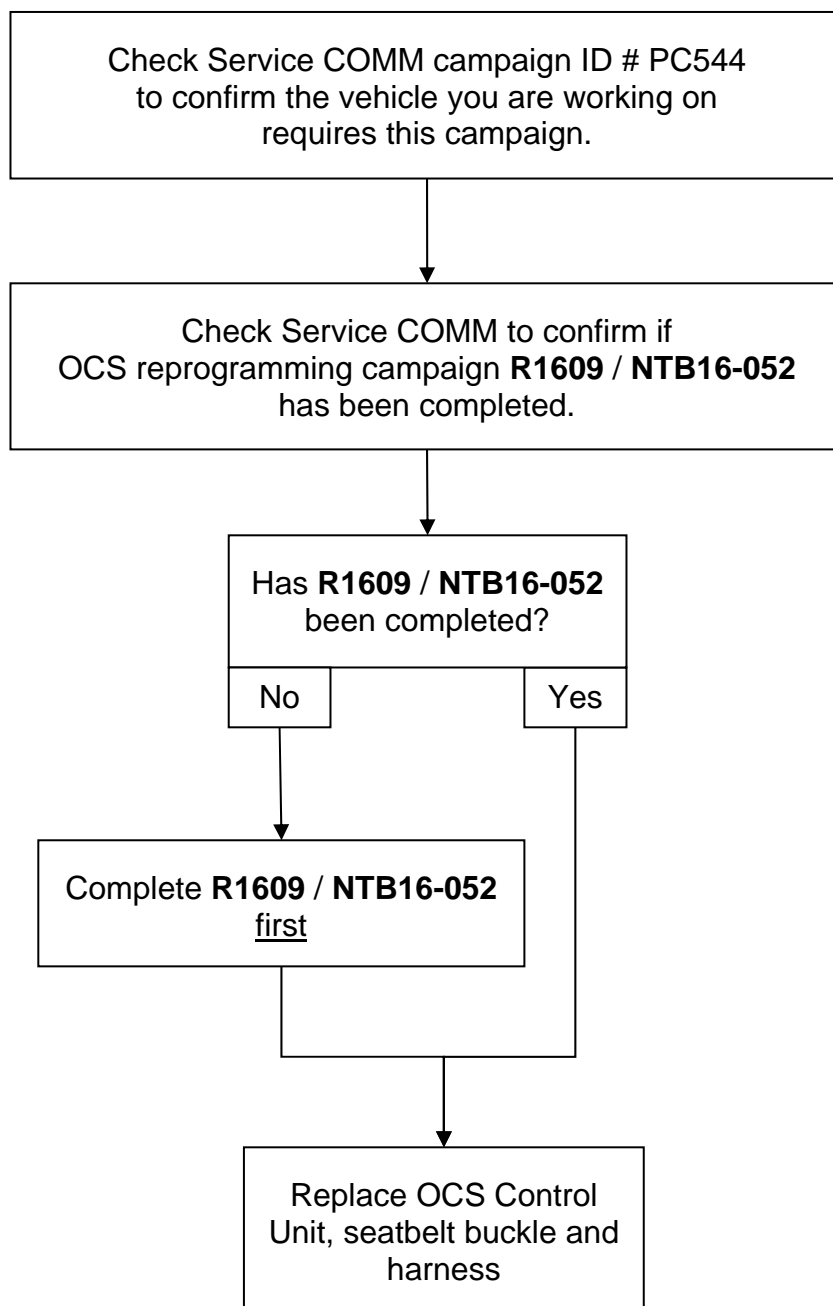 Check Service COMM campaign ID # PC544
to confirm the vehicle you are working on
requires this campaign.
Check Service COMM to confirm if
OCS reprogramming campaign R1609 / NTB16-052
has been completed.
Has R1609 / NTB16-052
been completed?
No
Yes
Complete R1609 / NTB16-052
first
Replace OCS Control
Unit, seatbelt buckle and
harness